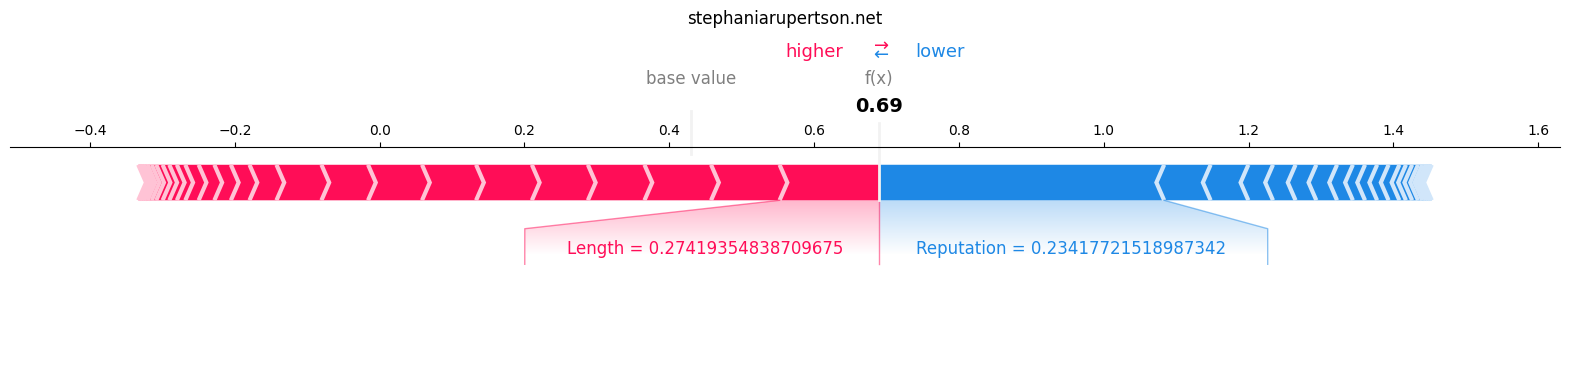 stephaniarupertson.net
higher ⇄ lower
base value f(x)
0.69
−0.4 −0.2 0.0 0.2 0.4 0.6 0.8 1.0 1.2 1.4 1.6
Length = 0.27419354838709675 Reputation = 0.23417721518987342